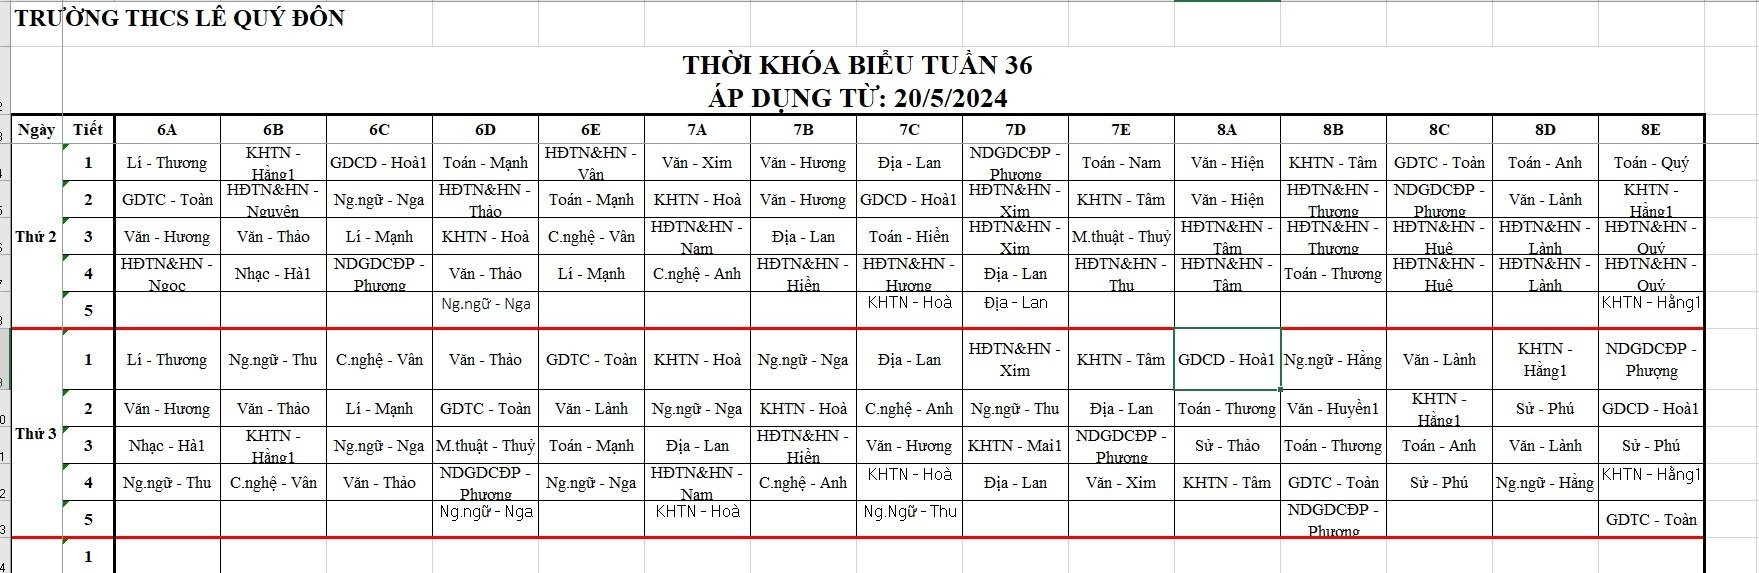 TRƯỜNG THCS LÊ QUÝ ĐÔN
THỜI KHÓA BIỂU TUẦN 36
ÁP DỤNG TỪ: 20/5/2024
Ngày Tiết 6A 6B 6C 6D 6E 7A 7B 7C 7D 7E 8A 8B 8C 8D 8E
Thứ 2
1 Lí - Thương KHTN - Hằng1 GDCD - Hoà1 Toán - Mạnh HĐTN&HN - Vân Văn - Xim Văn - Hương Địa - Lan NDGDCĐP - Phượng Toán - Nam Văn - Hiện KHTN - Tâm GDTC - Toàn Toán - Anh Toán - Quý
2 GDTC - Toàn HĐTN&HN - Nguyên Ng.ngữ - Nga HĐTN&HN - Thảo Toán - Mạnh KHTN - Hoà Văn - Hương GDCD - Hoà1 HĐTN&HN - Xim KHTN - Tâm Văn - Hiện HĐTN&HN - Thương NDGDCĐP - Phượng Văn - Lành KHTN - Hằng1
3 Văn - Hương Văn - Thảo Lí - Mạnh KHTN - Hoà C.nghệ - Vân HĐTN&HN - Nam Địa - Lan Toán - Hiền HĐTN&HN - Xim M.thuật - Thuỷ HĐTN&HN - Tâm HĐTN&HN - Thương HĐTN&HN - Huê HĐTN&HN - Lành HĐTN&HN - Quý
4 HĐTN&HN - Ngọc Nhạc - Hà1 NDGDCĐP - Phượng Văn - Thảo Lí - Mạnh C.nghệ - Anh HĐTN&HN - Hiền HĐTN&HN - Hương Địa - Lan HĐTN&HN - Thu HĐTN&HN - Tâm Toán - Thương HĐTN&HN - Huê HĐTN&HN - Lành HĐTN&HN - Quý
5 Ng.ngữ - Nga KHTN - Hoà Địa - Lan KHTN - Hằng1
Thứ 3
1 Lí - Thương Ng.ngữ - Thu C.nghệ - Vân Văn - Thảo GDTC - Toàn KHTN - Hoà Ng.ngữ - Nga Địa - Lan HĐTN&HN - Xim KHTN - Tâm GDCD - Hoà1 Ng.ngữ - Hằng Văn - Lành KHTN - Hằng1 NDGDCĐP - Phượng
2 Văn - Hương Văn - Thảo Lí - Mạnh GDTC - Toàn Văn - Lành Ng.ngữ - Nga KHTN - Hoà C.nghệ - Anh Ng.ngữ - Thu Địa - Lan Toán - Thương Văn - Huyền1 KHTN - Hằng1 Sử - Phú GDCD - Hoà1
3 Nhạc - Hà1 KHTN - Hằng1 Ng.ngữ - Nga M.thuật - Thuỷ Toán - Mạnh Địa - Lan HĐTN&HN - Hiền Văn - Hương KHTN - Mai1 NDGDCĐP - Phượng Sử - Thảo Toán - Thương Toán - Anh Văn - Lành Sử - Phú
4 Ng.ngữ - Thu C.nghệ - Vân Văn - Thảo NDGDCĐP - Phượng Ng.ngữ - Nga HĐTN&HN - Nam C.nghệ - Anh KHTN - Hoà Địa - Lan Văn - Xim KHTN - Tâm GDTC - Toàn Sử - Phú Ng.ngữ - Hằng KHTN - Hằng1
5 Ng.ngữ - Nga KHTN - Hoà Ng.Ngữ - Thu NDGDCĐP - Phượng GDTC - Toàn
1